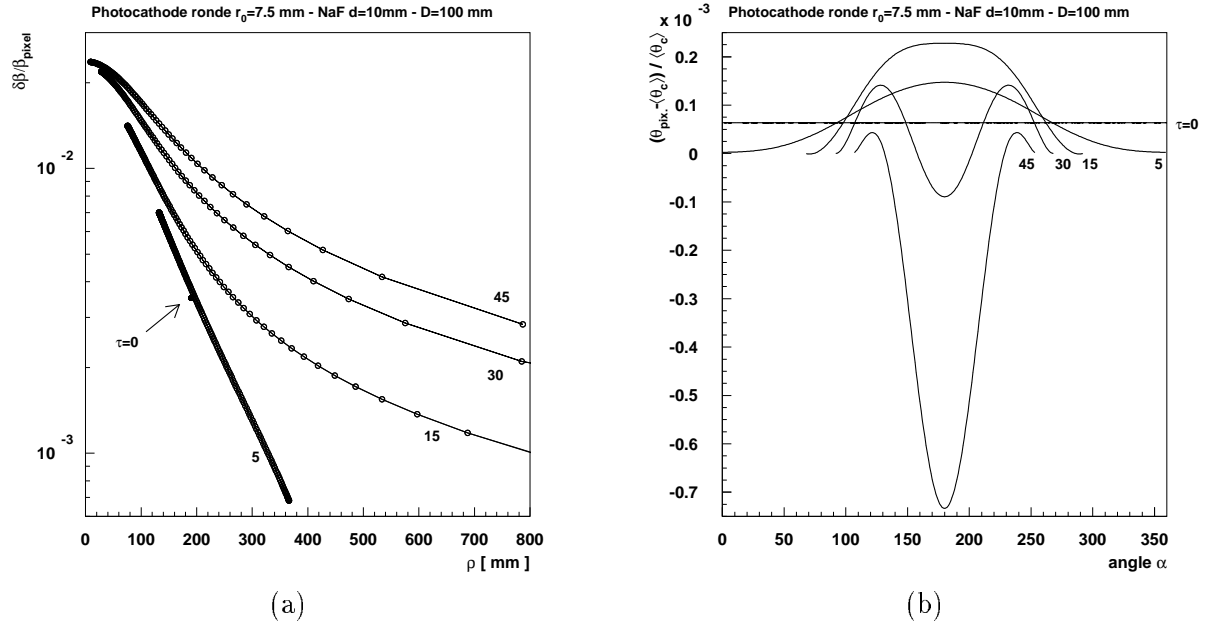 Photocathode ronde r0=7.5 mm - NaF d=10mm - D=100 mm
δβ/βpixel
10 -2
10 -3
τ=0
45
30
15
5
0 100 200 300 400 500 600 700 800
ρ [ mm ]
(a)
Photocathode ronde r0=7.5 mm - NaF d=10mm - D=100 mm
x 10 -3
(θpix.-⟨θc⟩) / ⟨θc⟩
0.2
0.1
0
-0.1
-0.2
-0.3
-0.4
-0.5
-0.6
-0.7
τ=0
45 30 15 5
0 50 100 150 200 250 300 350
angle α
(b)